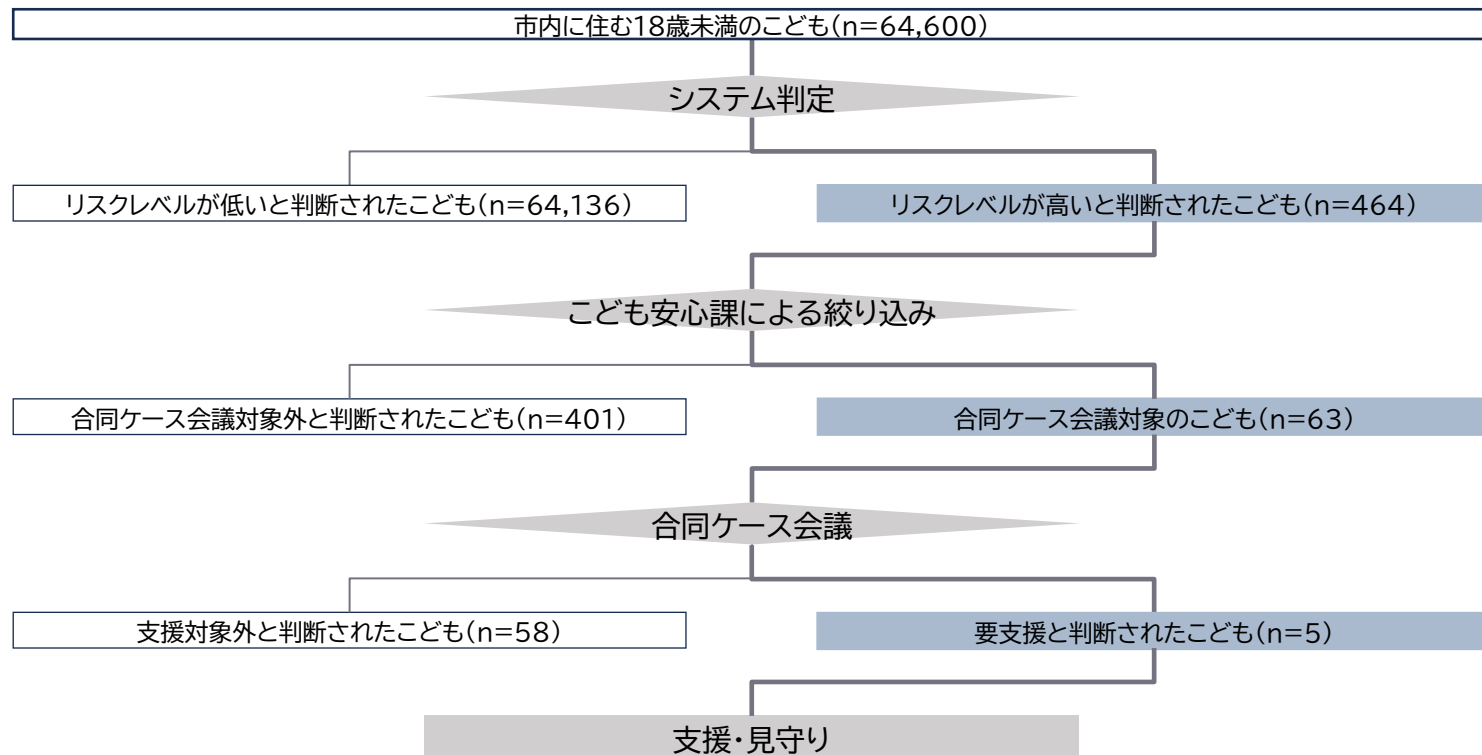 市内に住む18歳未満のこども(n=64,600)
システム判定
リスクレベルが低いと判断されたこども(n=64,136)
リスクレベルが高いと判断されたこども(n=464)
こども安心課による絞り込み
合同ケース会議対象外と判断されたこども(n=401)
合同ケース会議対象のこども(n=63)
合同ケース会議
支援対象外と判断されたこども(n=58)
要支援と判断されたこども(n=5)
支援・見守り